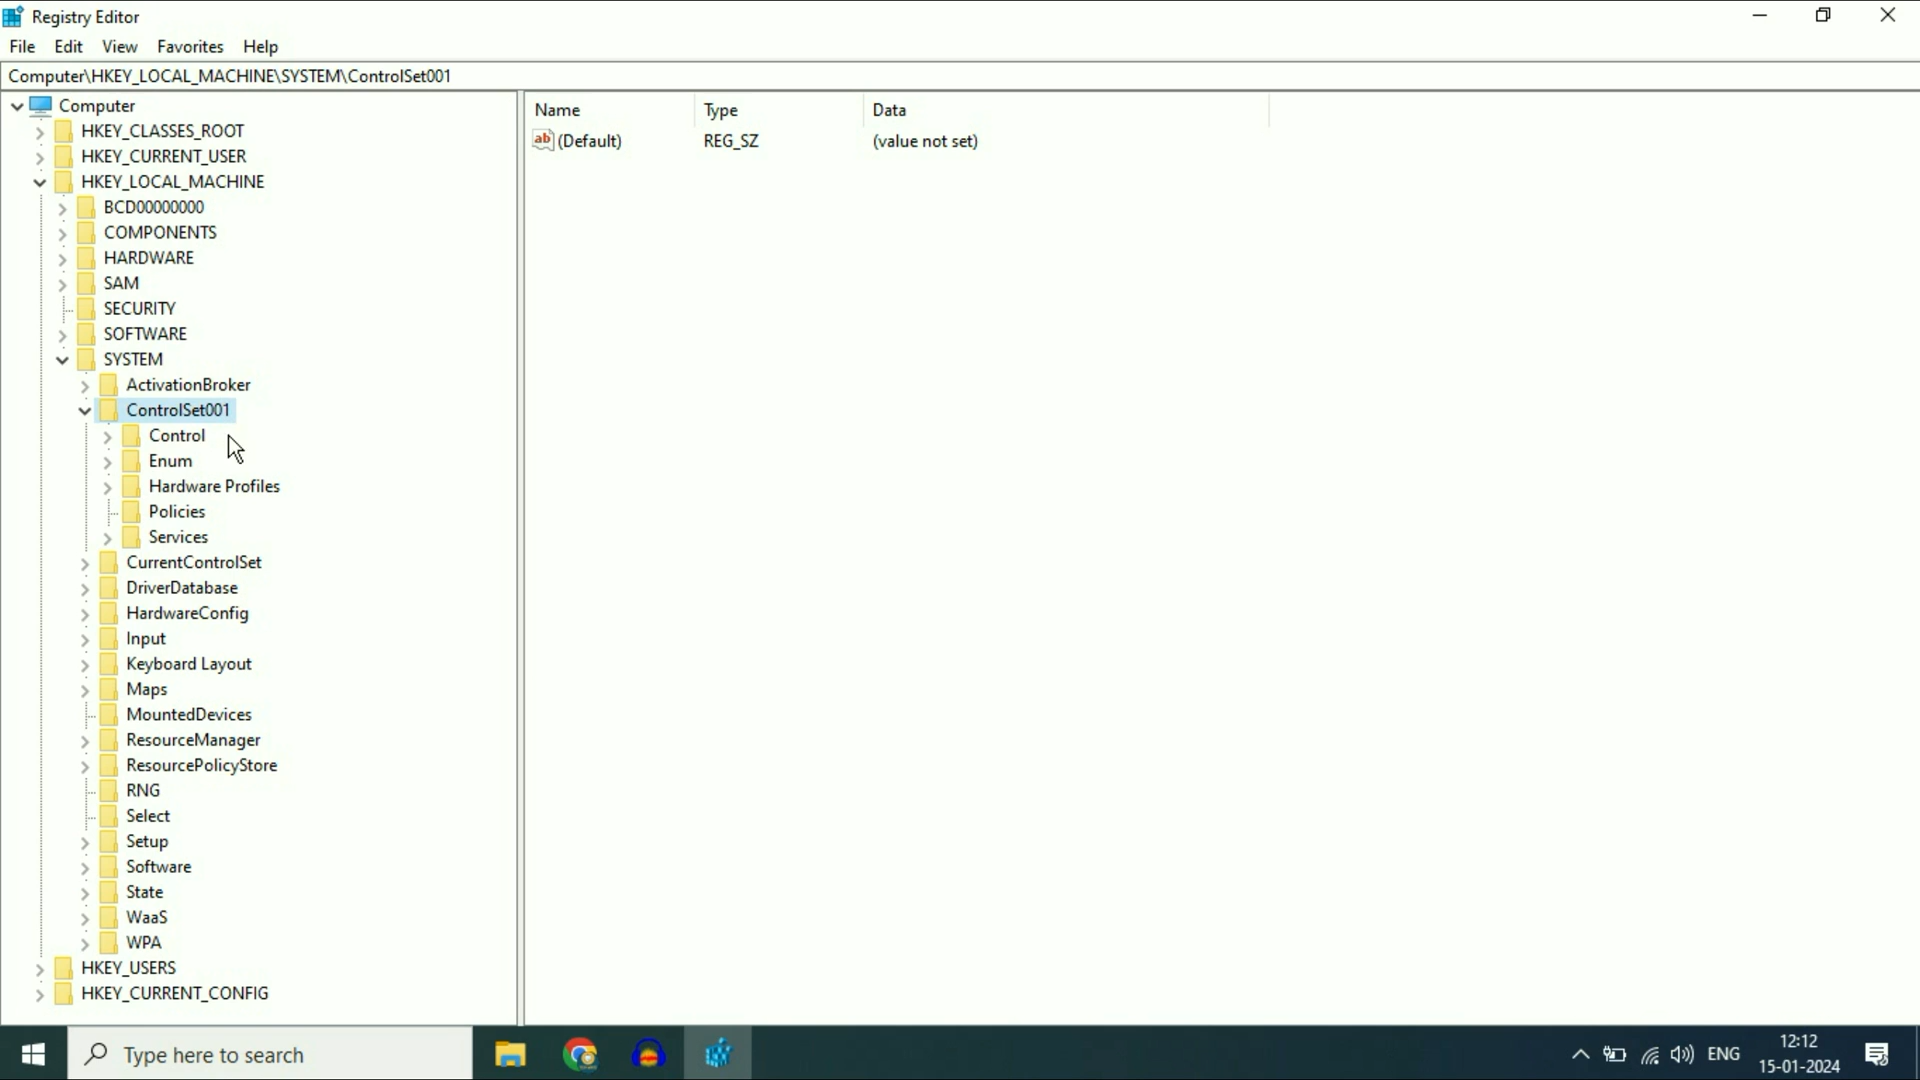 Registry Editor
File Edit View Favorites Help
Computer\HKEY_LOCAL_MACHINE\SYSTEM\ControlSet001
Computer
HKEY_CLASSES_ROOT
HKEY_CURRENT_USER
HKEY_LOCAL_MACHINE
BCD00000000
COMPONENTS
HARDWARE
SAM
SECURITY
SOFTWARE
SYSTEM
ActivationBroker
ControlSet001
Control
Enum
Hardware Profiles
Policies
Services
CurrentControlSet
DriverDatabase
HardwareConfig
Input
Keyboard Layout
Maps
MountedDevices
ResourceManager
ResourcePolicyStore
RNG
Select
Setup
Software
State
WaaS
WPA
HKEY_USERS
HKEY_CURRENT_CONFIG
Name Type Data
ab (Default) REG_SZ (value not set)
Type here to search
ENG
12:12
15-01-2024